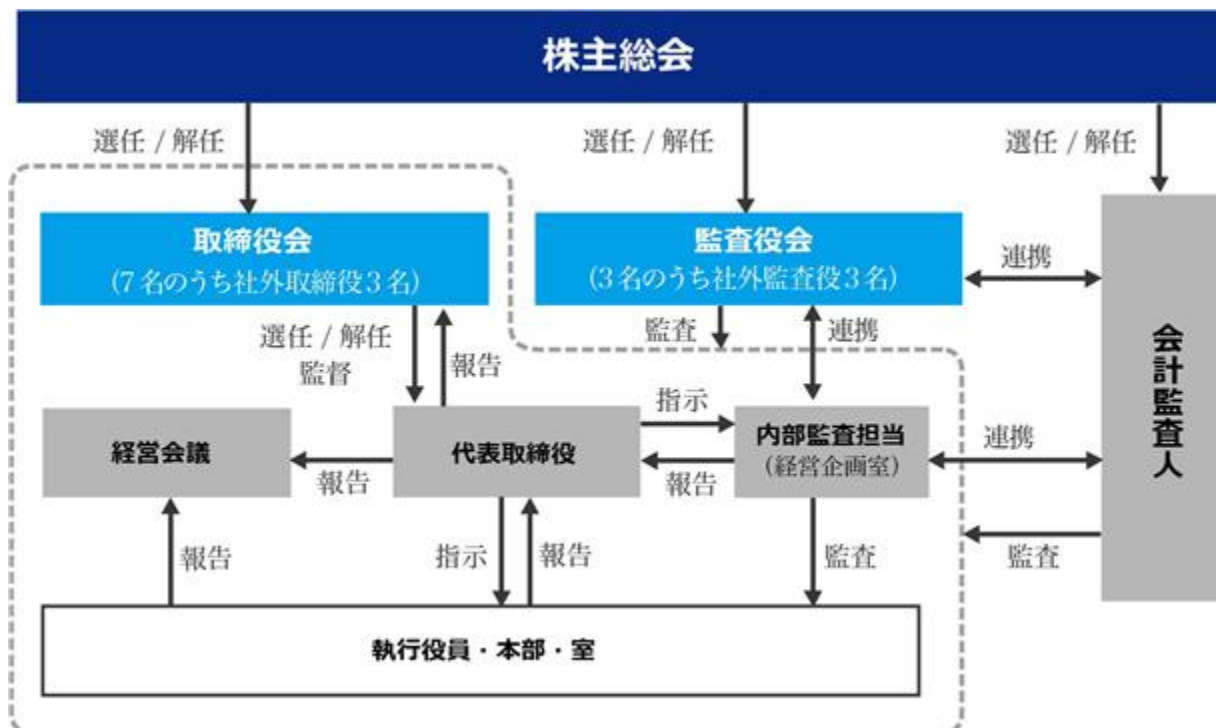 株主総会
選任 / 解任
選任 / 解任
選任 / 解任
取締役会
(7名のうち社外取締役3名)
監査役会
(3名のうち社外監査役3名)
連携
会計監査人
選任 / 解任
監督
報告
監査
連携
指示
経営会議
代表取締役
内部監査担当
(経営企画室)
連携
報告
報告
報告
指示
報告
監査
監査
執行役員・本部・室